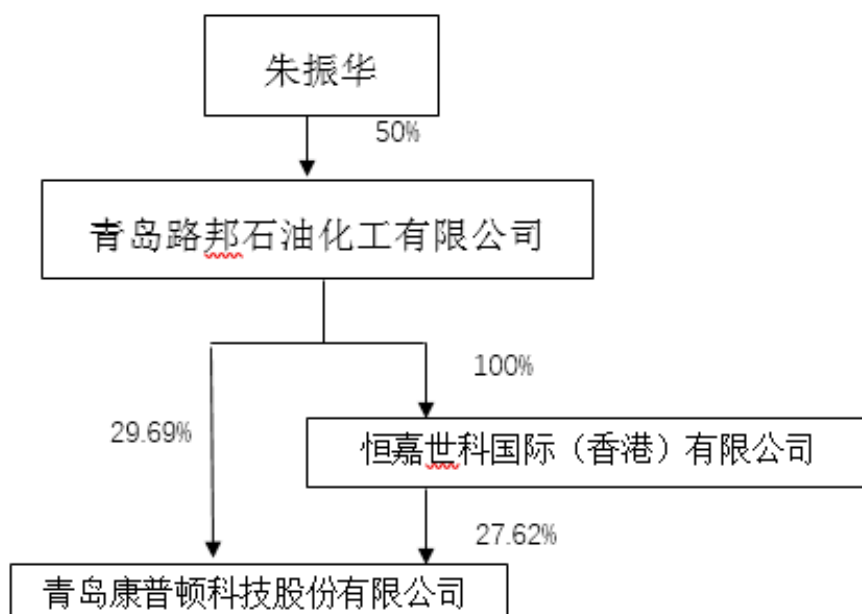 朱振华
50%
青岛路邦石油化工有限公司
100%
29.69%
恒嘉世科国际（香港）有限公司
27.62%
青岛康普顿科技股份有限公司